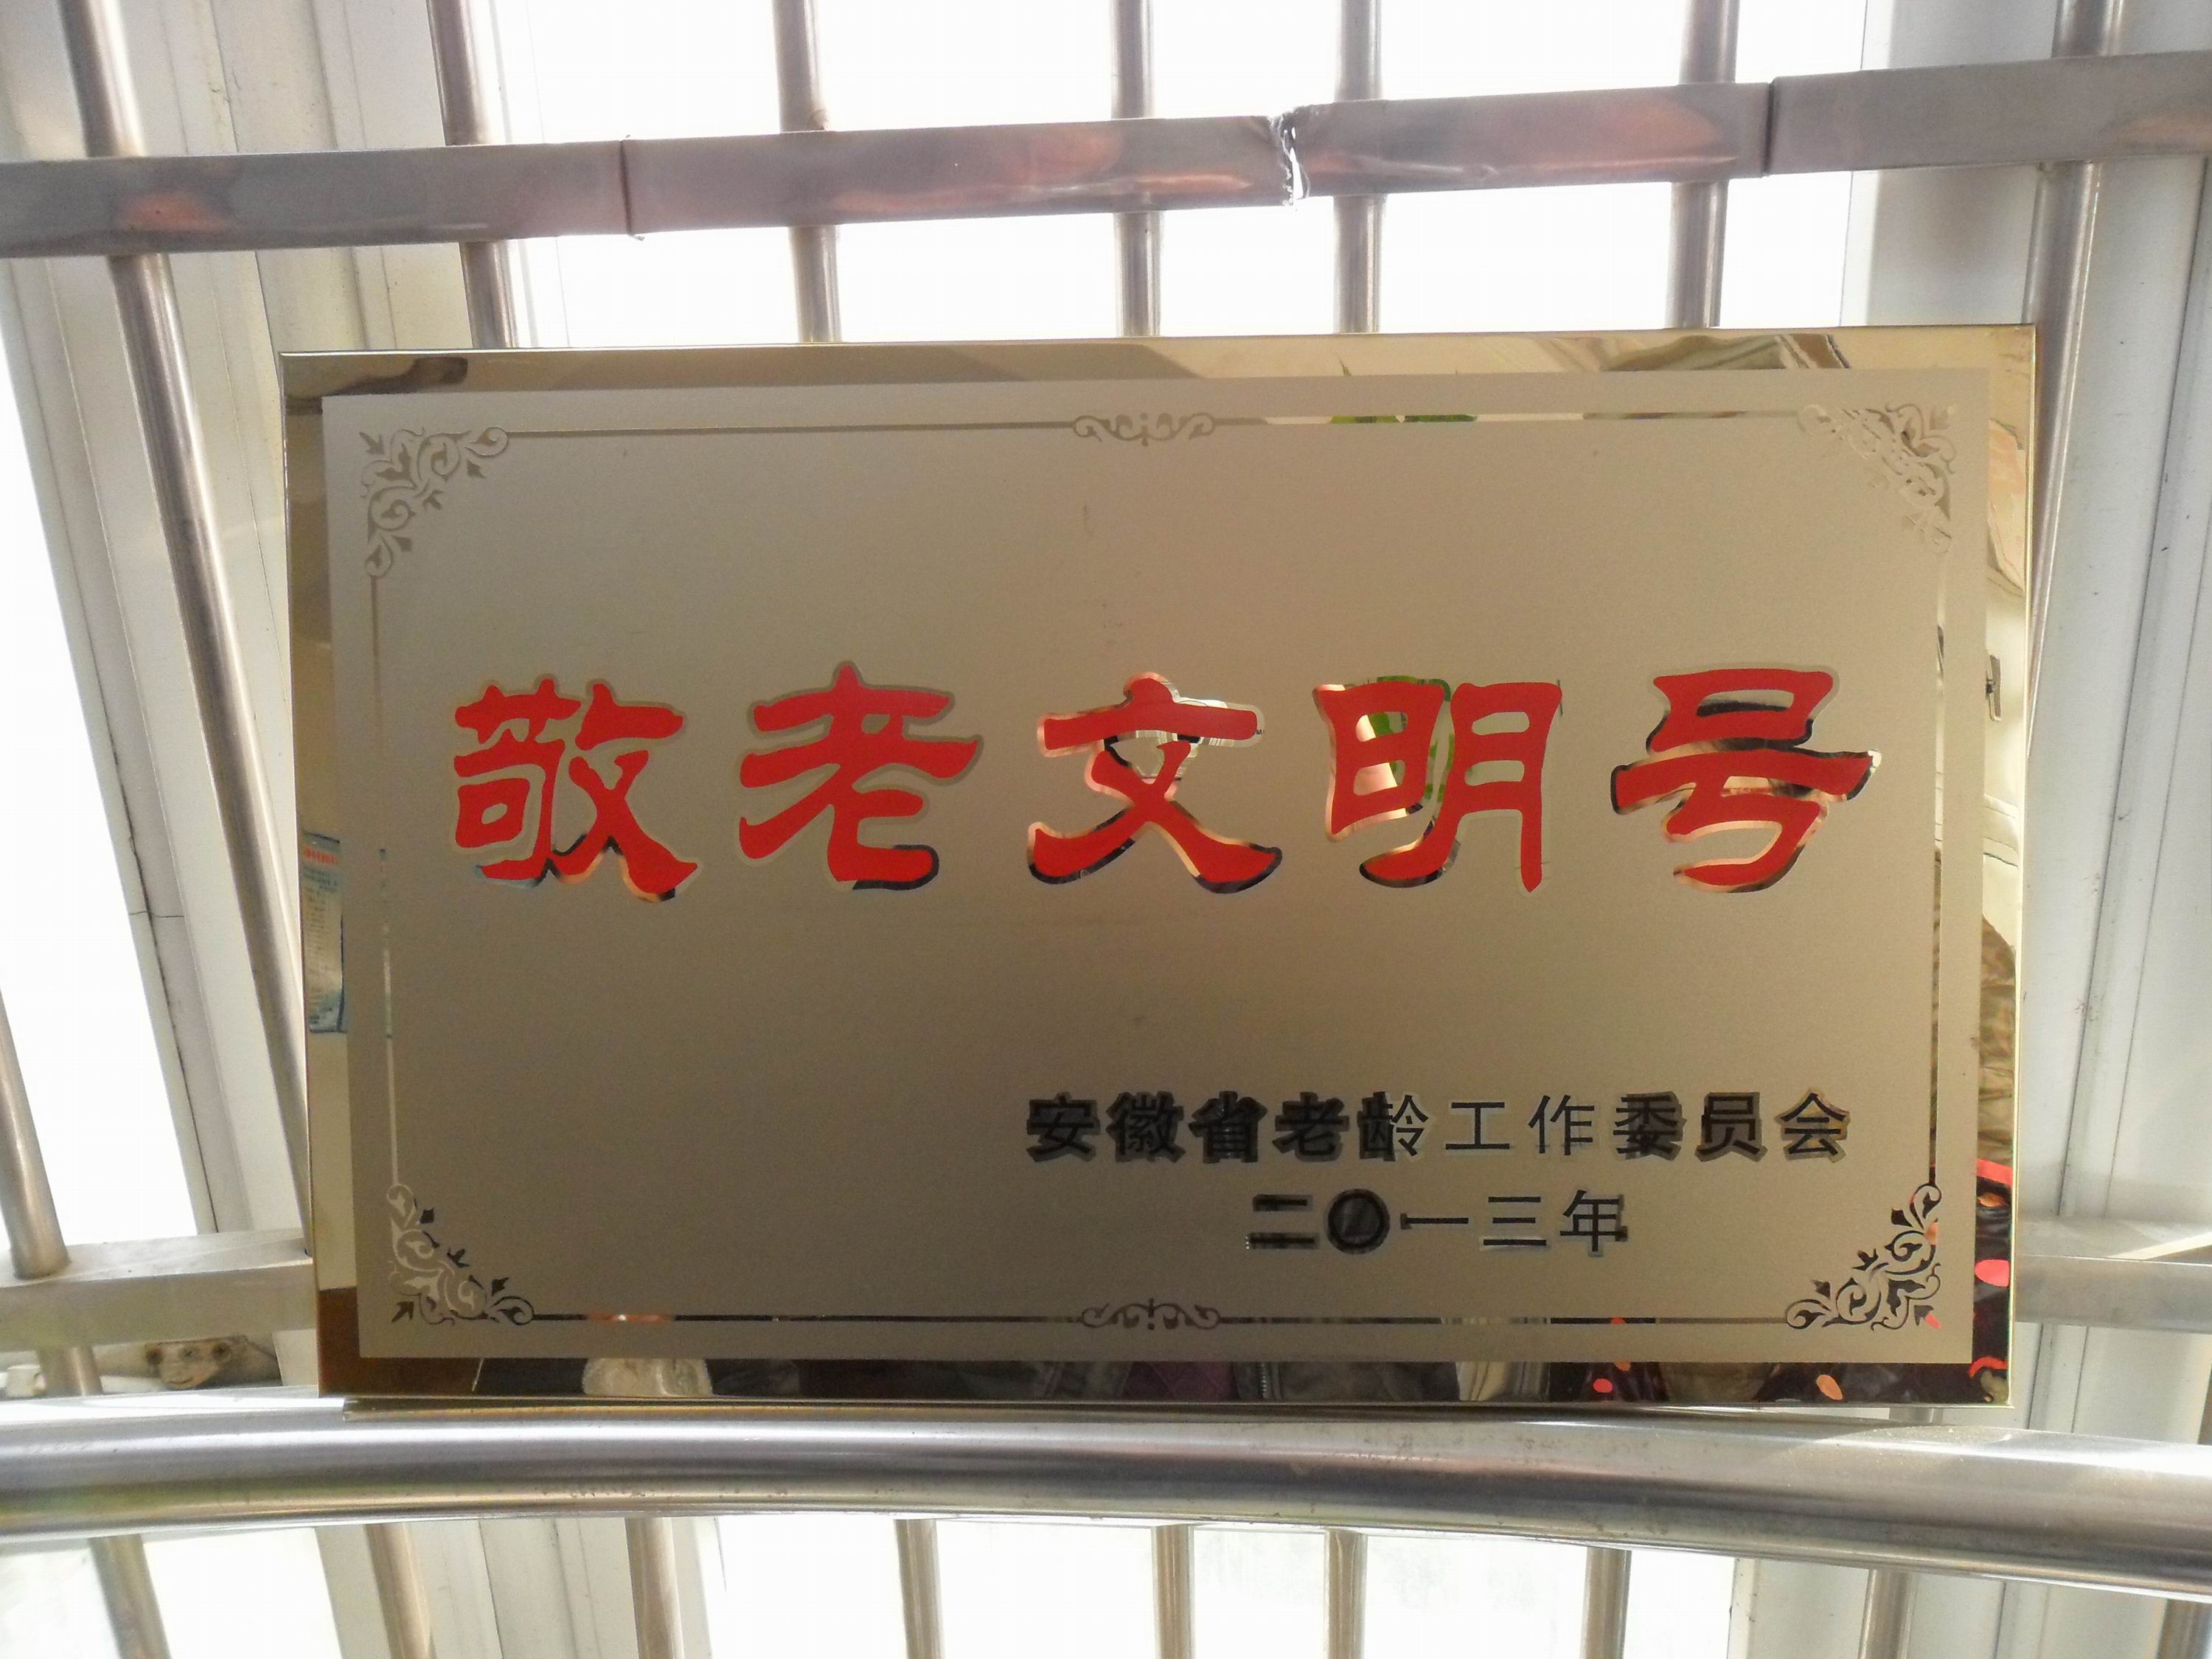 敬老文明号
安徽省老龄工作委员会
二〇一三年